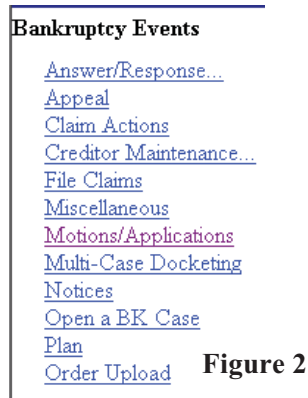 Bankruptcy Events
Answer/Response...
Appeal
Claim Actions
Creditor Maintenance...
File Claims
Miscellaneous
Motions/Applications
Multi-Case Docketing
Notices
Open a BK Case
Plan
Order Upload
Figure 2